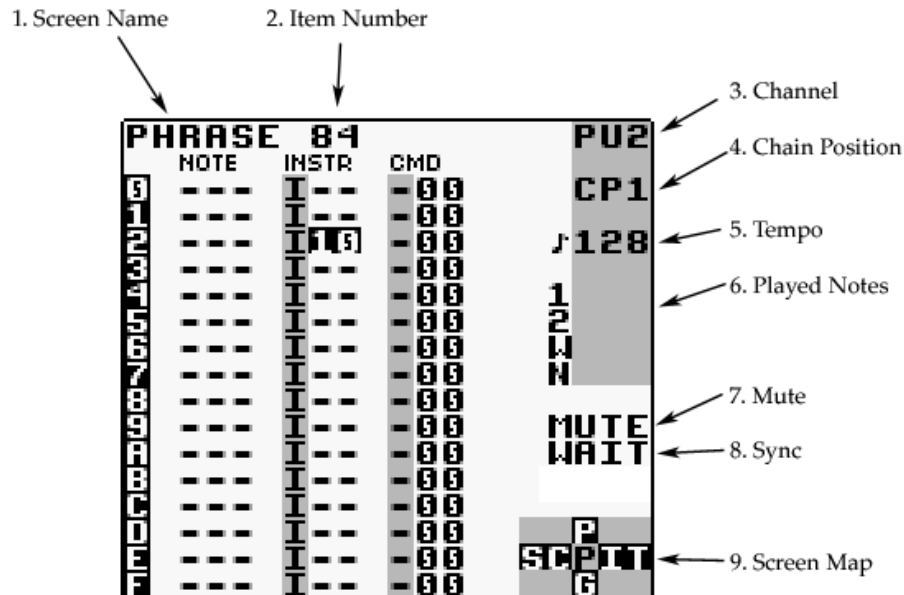 1. Screen Name 2. Item Number
3. Channel
PHRASE 84 PU2
4. Chain Position
NOTE INSTR CMD
0 --- I-- -00 CP1
1 --- I-- -00
2 --- I10 -00 ♪128 5. Tempo
3 --- I-- -00
6. Played Notes
4 --- I-- -00 1
5 --- I-- -00 2
6 --- I-- -00 W
7 --- I-- -00 N
8 --- I-- -00
7. Mute
9 --- I-- -00 MUTE
A --- I-- -00 WAIT 8. Sync
B --- I-- -00
C --- I-- -00
D --- I-- -00 P
E --- I-- -00 SCPIT 9. Screen Map
F --- I-- -00 G